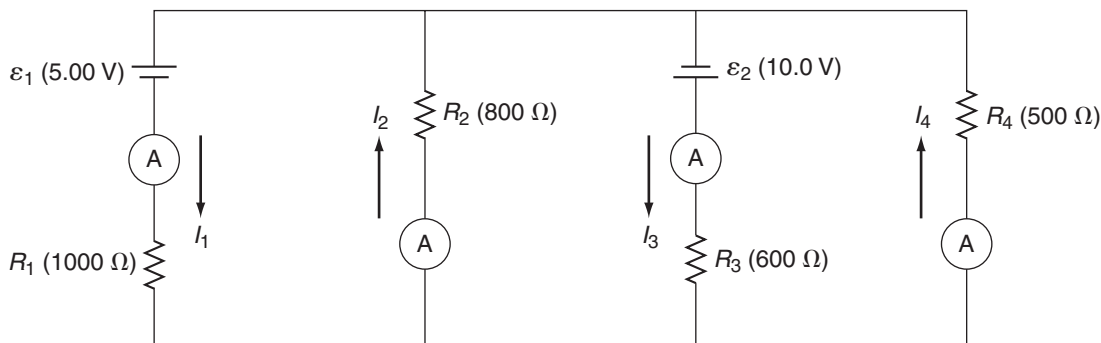 ε₁ (5.00 V)
A
I₁
R₁ (1000 Ω)
I₂
R₂ (800 Ω)
A
ε₂ (10.0 V)
A
I₃
R₃ (600 Ω)
I₄
R₄ (500 Ω)
A